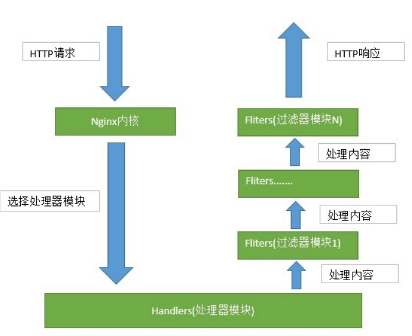 HTTP请求
HTTP响应
Nginx内核
Fliters(过滤器模块N)
处理内容
选择处理器模块
Fliters.......
处理内容
Fliters(过滤器模块1)
处理内容
Handlers(处理器模块)